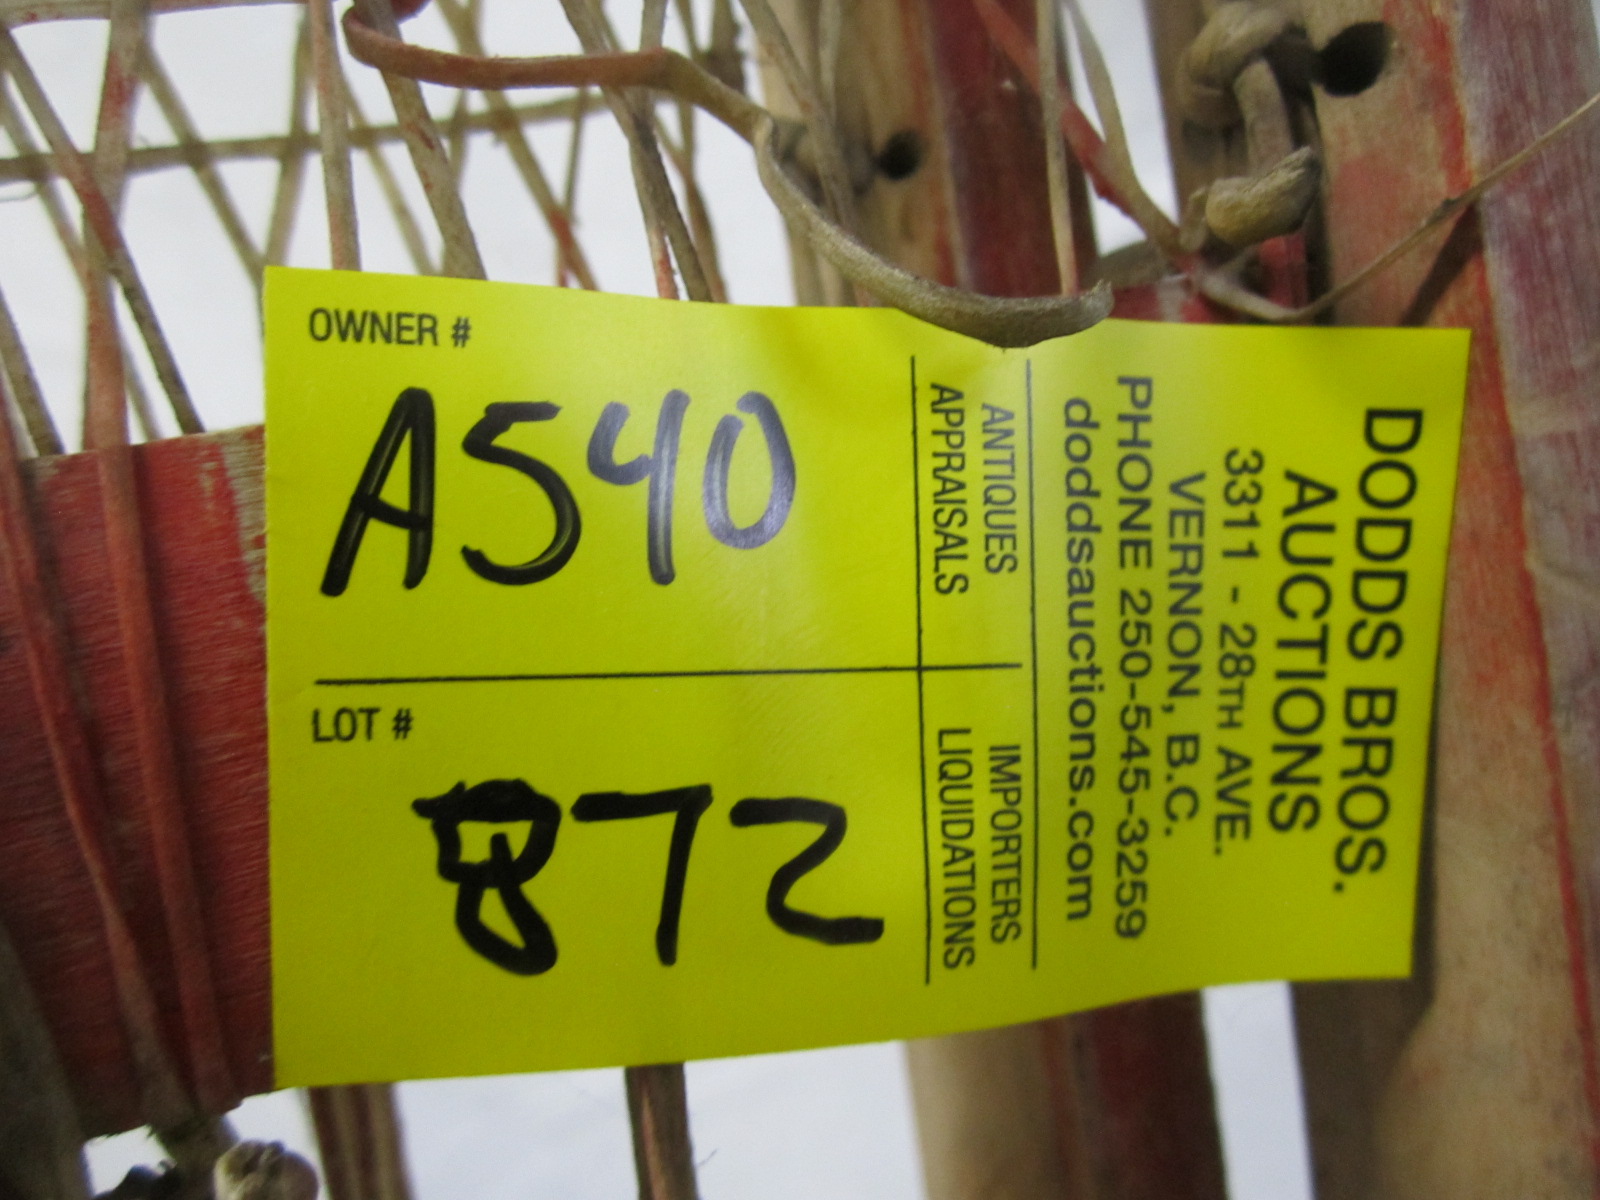 OWNER #
A540
LOT #
872
ANTIQUES
APPRAISALS
IMPORTERS
LIQUIDATIONS
DODDS BROS.
AUCTIONS
3311 - 28TH AVE.
VERNON, B.C.
PHONE 250-545-3259
doddsauctions.com